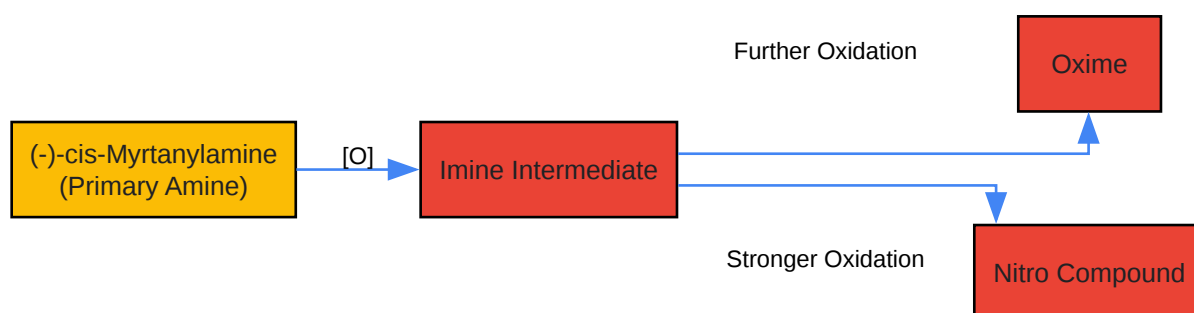 Further Oxidation
Oxime
(-)-cis-Myrtanylamine
(Primary Amine)
[O]
Imine Intermediate
Stronger Oxidation
Nitro Compound